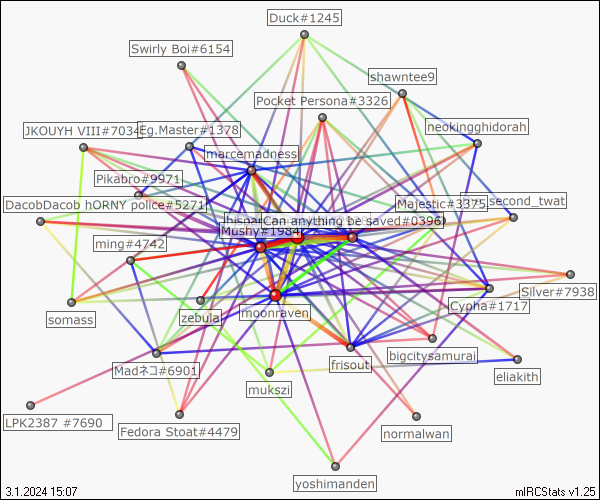 Duck#1245
Swirly Boi#6154
shawntee9
Pocket Persona#3326
neokingghidorah
JKOUYH VIII#7034
Eg.Master#1378
marcemadness
Pikabro#9971
DacobDacob hORNY police#5271
Majestic#3375
second_twat
Can anything be saved#0396
Mushy#1984
ming#4742
Silver#7938
Cypha#1717
somass
zebula
moonraven
bigcitysamurai
frisout
Madネコ#6901
mukszi
eliakith
LPK2387 #7690
Fedora Stoat#4479
normalwan
yoshimanden
3.1.2024 15:07
mIRCStats v1.25